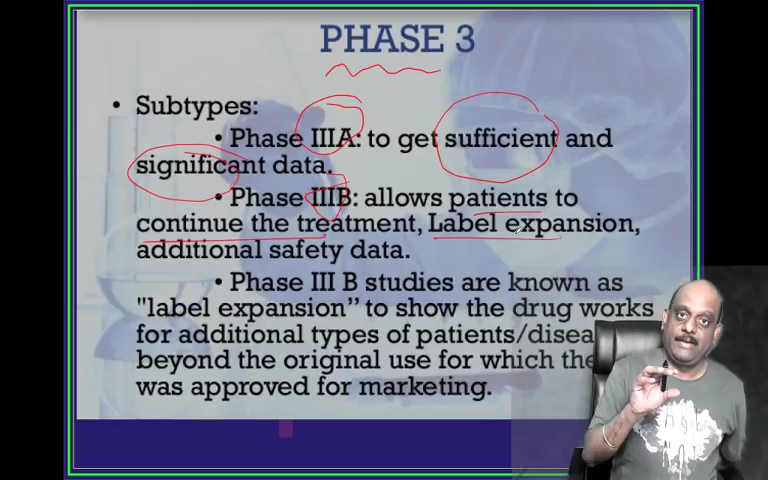 PHASE 3
• Subtypes:
• Phase IIIA: to get sufficient and
significant data.
• Phase IIIB: allows patients to
continue the treatment, Label expansion,
additional safety data.
• Phase III B studies are known as
"label expansion” to show the drug works
for additional types of patients/disea
beyond the original use for which the
was approved for marketing.